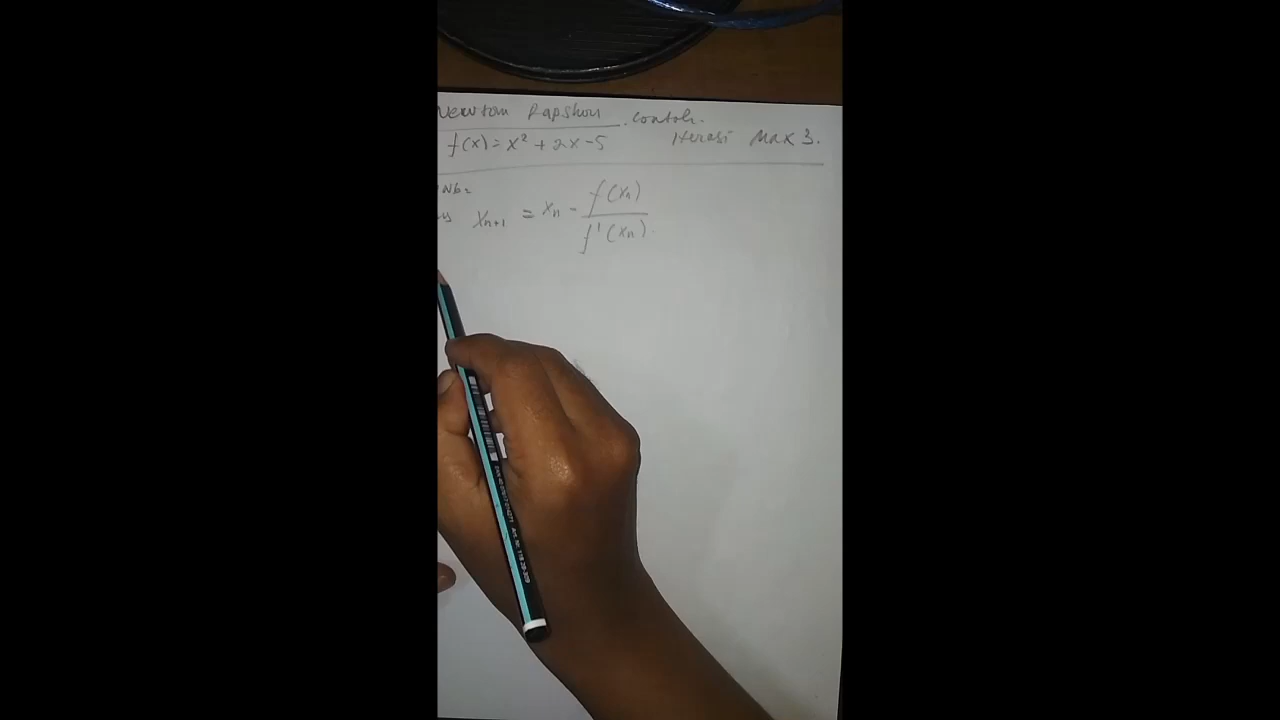 Newton Rapshon contoh.
f(x) = x² + 2x - 5 Iterasi Max 3.
x_{n+1} = x_n - f(x_n) / f'(x_n).